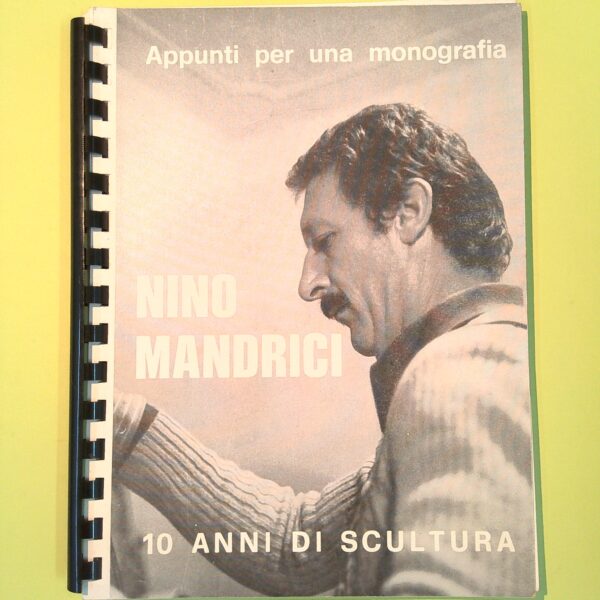 Appunti per una monografia
NINO
MANDRICI
10 ANNI DI SCULTURA